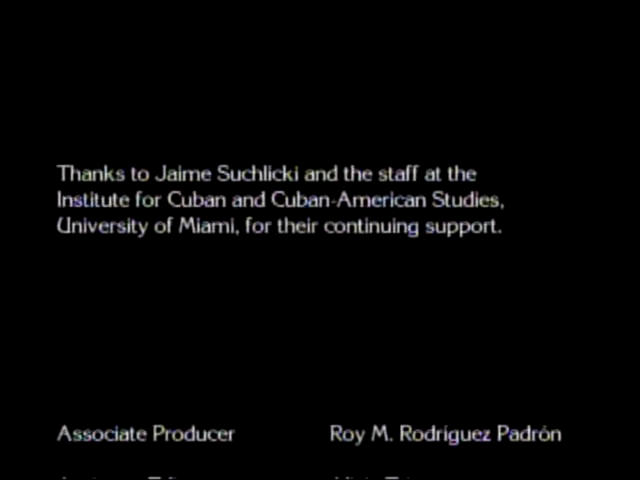 Thanks to Jaime Suchlicki and the staff at the
Institute for Cuban and Cuban-American Studies,
University of Miami, for their continuing support.
Associate Producer Roy M. Rodríguez Padrón